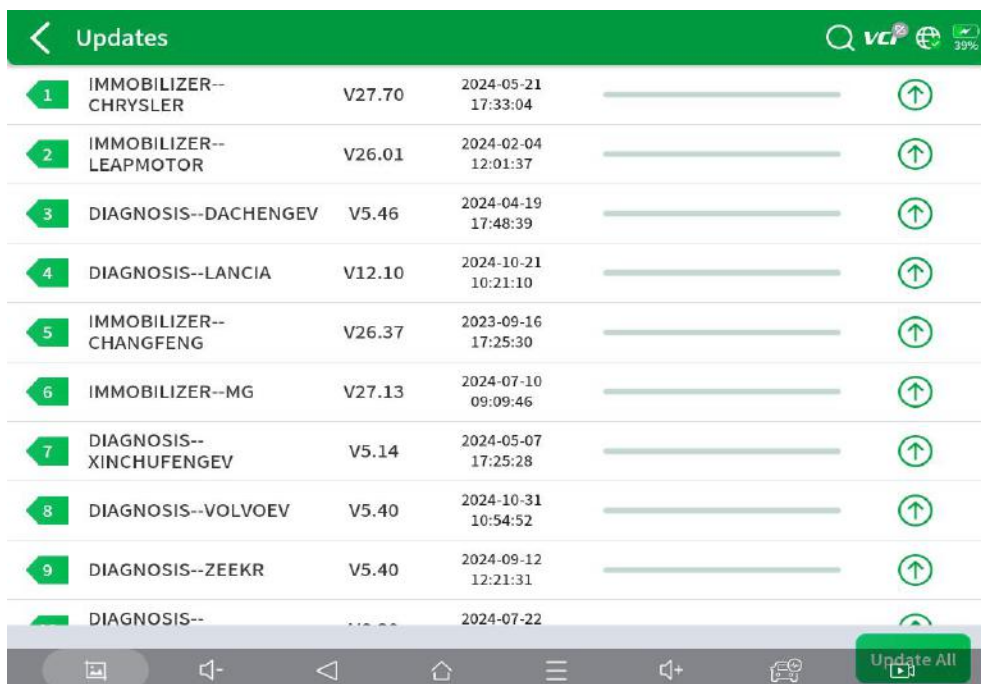 Updates
VCI
39%
1
IMMOBILIZER--
CHRYSLER
V27.70
2024-05-21
17:33:04
2
IMMOBILIZER--
LEAPMOTOR
V26.01
2024-02-04
12:01:37
3
DIAGNOSIS--DACHENGEV
V5.46
2024-04-19
17:48:39
4
DIAGNOSIS--LANCIA
V12.10
2024-10-21
10:21:10
5
IMMOBILIZER--
CHANGFENG
V26.37
2023-09-16
17:25:30
6
IMMOBILIZER--MG
V27.13
2024-07-10
09:09:46
7
DIAGNOSIS--
XINCHUFENGEV
V5.14
2024-05-07
17:25:28
8
DIAGNOSIS--VOLVOEV
V5.40
2024-10-31
10:54:52
9
DIAGNOSIS--ZEEKR
V5.40
2024-09-12
12:21:31
DIAGNOSIS--
2024-07-22
Update All